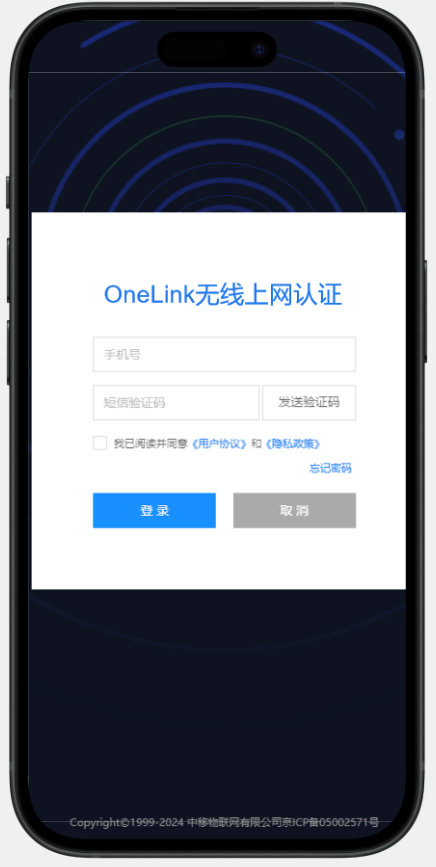 OneLink无线上网认证
手机号
短信验证码 发送验证码
我已阅读并同意《用户协议》和《隐私政策》
忘记密码
登 录 取 消
Copyright©1999-2024 中移物联网有限公司京ICP备05002571号